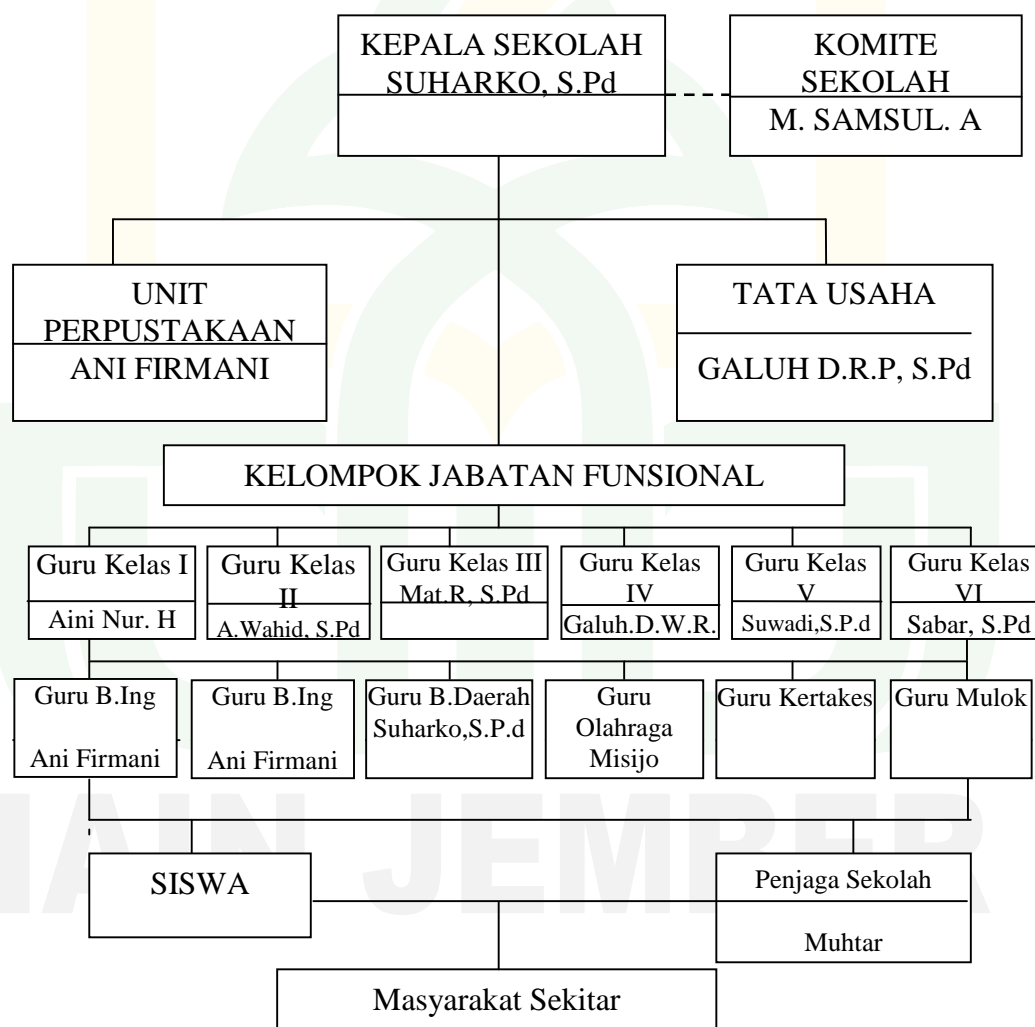 KEPALA SEKOLAH
SUHARKO, S.Pd
KOMITE
SEKOLAH
M. SAMSUL. A
UNIT
PERPUSTAKAAN
ANI FIRMANI
TATA USAHA
GALUH D.R.P, S.Pd
KELOMPOK JABATAN FUNSIONAL
Guru Kelas I
Aini Nur. H
Guru Kelas
II
A.Wahid, S.Pd
Guru Kelas III
Mat.R, S.Pd
Guru Kelas
IV
Galuh.D.W.R.
Guru Kelas
V
Suwadi,S.P.d
Guru Kelas
VI
Sabar, S.Pd
Guru B.Ing
Ani Firmani
Guru B.Ing
Ani Firmani
Guru B.Daerah
Suharko,S.P.d
Guru
Olahraga
Misijo
Guru Kertakes
Guru Mulok
IAIN JEMBER
SISWA
Penjaga Sekolah
Muhtar
Masyarakat Sekitar